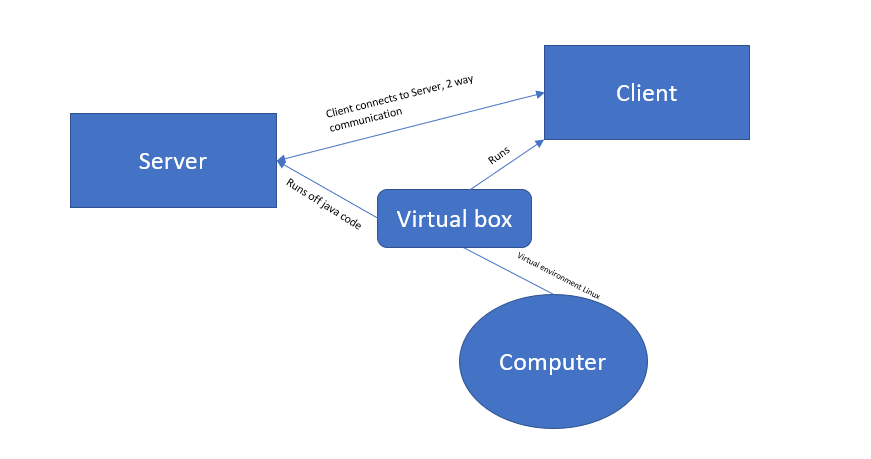 Client connects to Server, 2 way
communication
Client
Server
Runs
Runs off java code
Virtual box
Virtual environment Linux
Computer